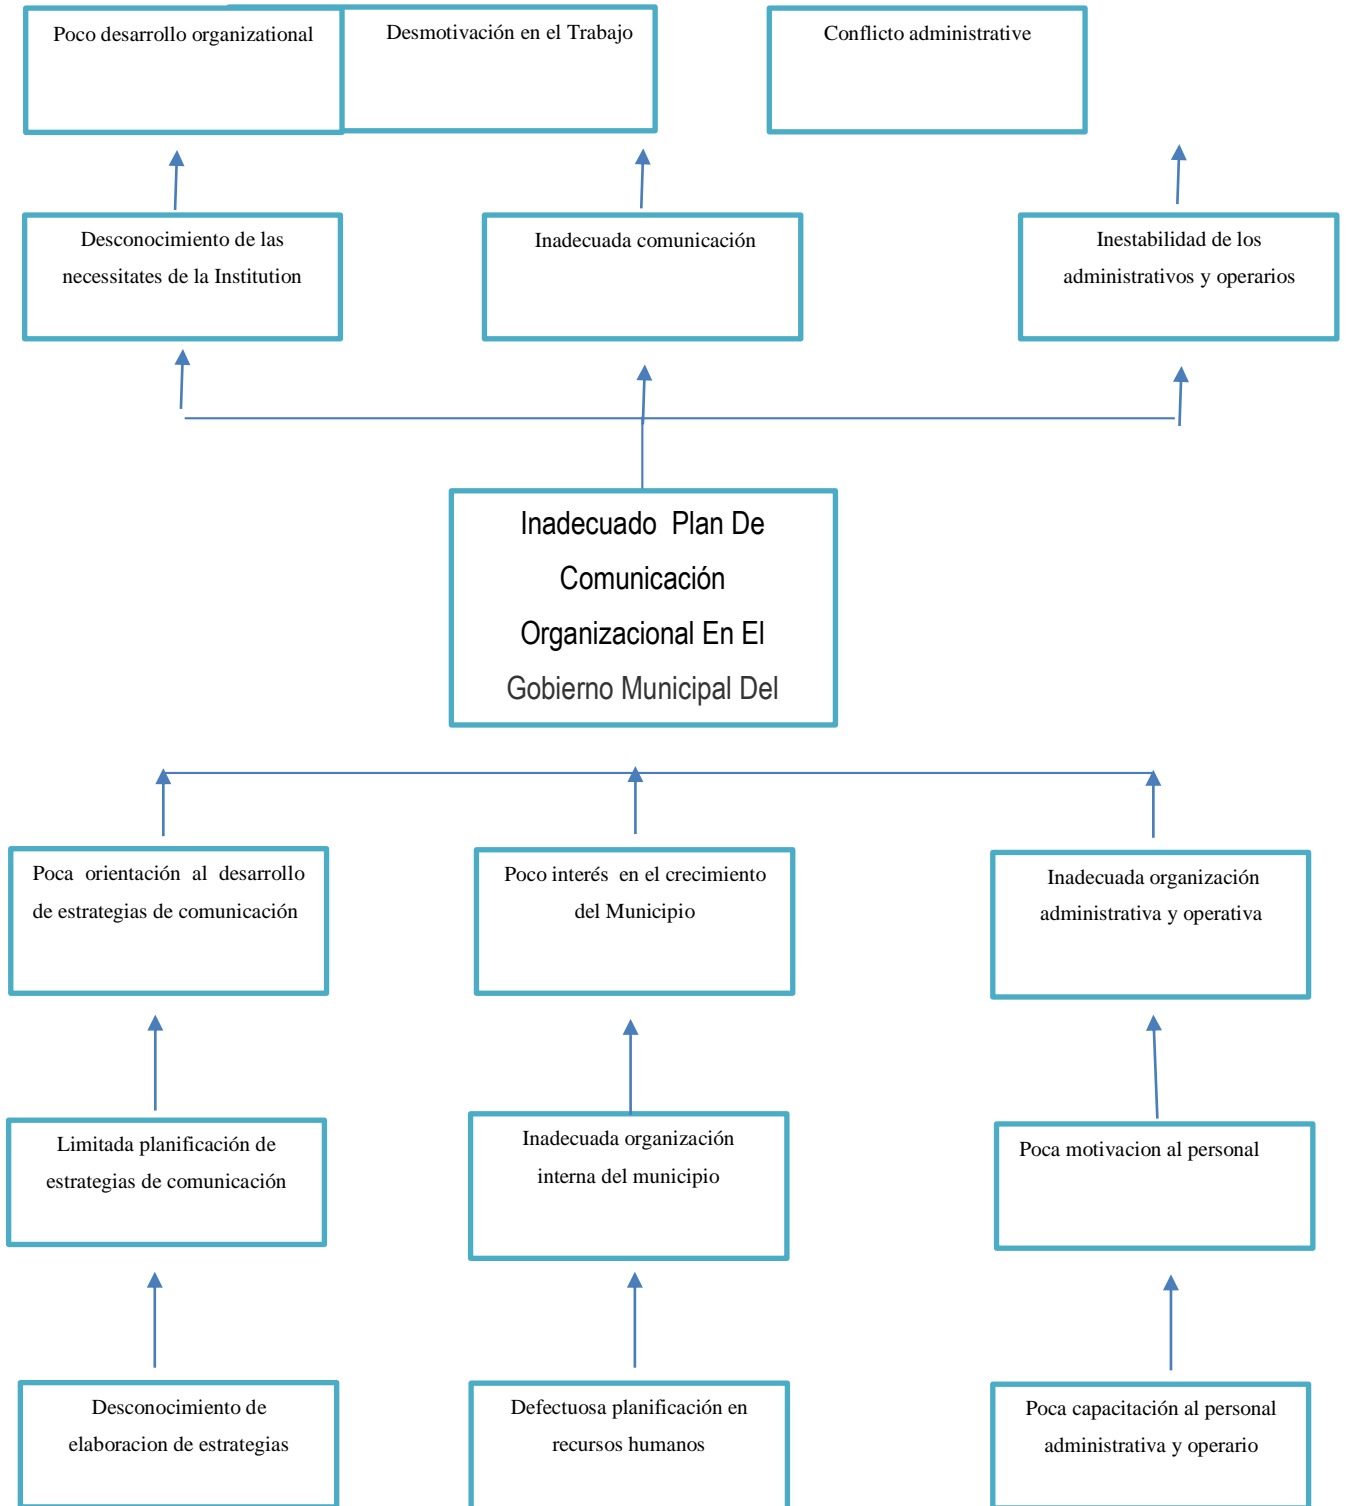 Poco desarrollo organizational
Desmotivación en el Trabajo
Conflicto administrative
Desconocimiento de las
necessitates de la Institution
Inadecuada comunicación
Inestabilidad de los
administrativos y operarios
Inadecuado Plan De
Comunicación
Organizacional En El
Gobierno Municipal Del
Poca orientación al desarrollo
de estrategias de comunicación
Poco interés en el crecimiento
del Municipio
Inadecuada organización
administrativa y operativa
Limitada planificación de
estrategias de comunicación
Inadecuada organización
interna del municipio
Poca motivacion al personal
Desconocimiento de
elaboracion de estrategias
Defectuosa planificación en
recursos humanos
Poca capacitación al personal
administrativa y operario